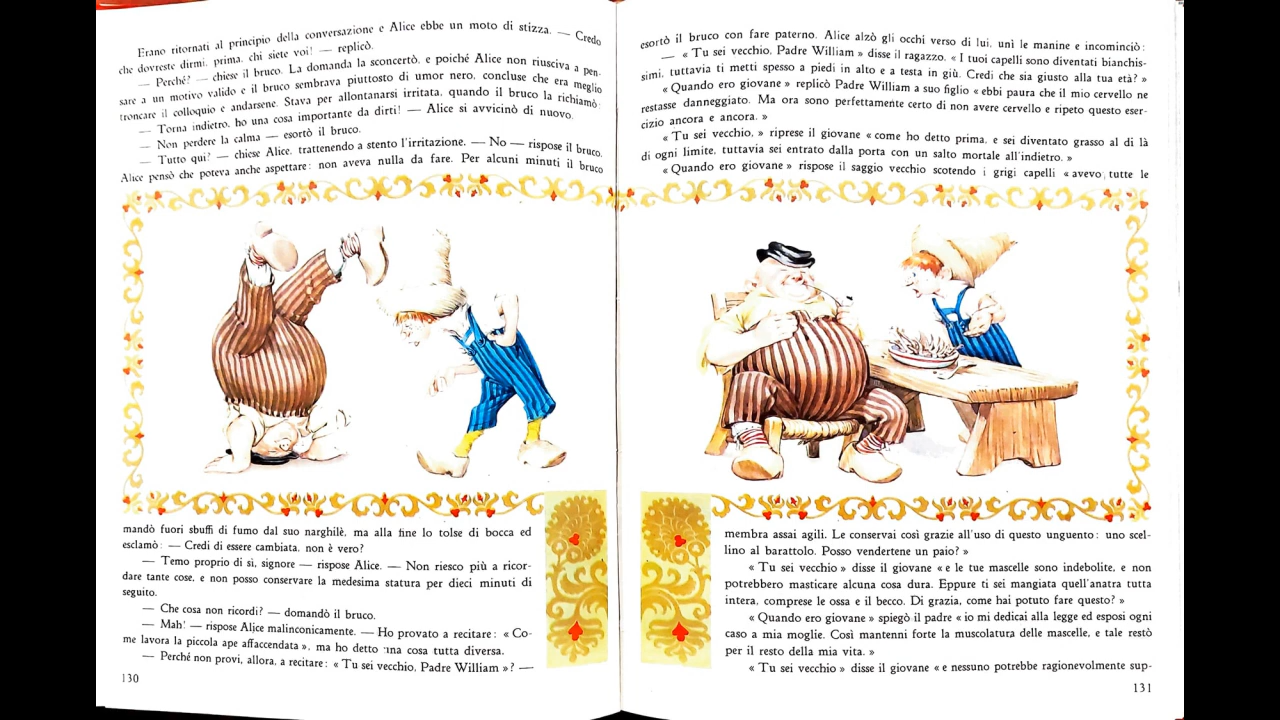 Erano ritornati al principio della conversazione e Alice ebbe un moto di stizza. — Credo
che dovreste dirmi, prima, chi siete voi! — replicò.
— Perché? — chiese il bruco. La domanda la sconcertò, e poiché Alice non riusciva a pen-
sare a un motivo valido e il bruco sembrava piuttosto di umor nero, concluse che era meglio
troncare il colloquio e andarsene. Stava per allontanarsi irritata, quando il bruco la richiamò:
— Torna indietro, ho una cosa importante da dirti! — Alice si avvicinò di nuovo.
— Non perdere la calma — esortò il bruco.
— Tutto qui? — chiese Alice, trattenendo a stento l'irritazione. — No — rispose il bruco.
Alice pensò che poteva anche aspettare: non aveva nulla da fare. Per alcuni minuti il bruco
mandò fuori sbuffi di fumo dal suo narghilè, ma alla fine lo tolse di bocca ed
esclamò: — Credi di essere cambiata, non è vero?
— Temo proprio di sì, signore — rispose Alice. — Non riesco più a ricor-
dare tante cose, e non posso conservare la medesima statura per dieci minuti di
seguito.
— Che cosa non ricordi? — domandò il bruco.
— Mah! — rispose Alice malinconicamente. — Ho provato a recitare: « Co-
me lavora la piccola ape affaccendata », ma ho detto una cosa tutta diversa.
— Perché non provi, allora, a recitare: « Tu sei vecchio, Padre William »? —
130
esortò il bruco con fare paterno. Alice alzò gli occhi verso di lui, unì le manine e incominciò:
— « Tu sei vecchio, Padre William » disse il ragazzo. « I tuoi capelli sono diventati bianchis-
simi, tuttavia ti metti spesso a piedi in alto e a testa in giù. Credi che sia giusto alla tua età? »
« Quando ero giovane » replicò Padre William a suo figlio « ebbi paura che il mio cervello ne
restasse danneggiato. Ma ora sono perfettamente certo di non avere cervello e ripeto questo eser-
cizio ancora e ancora. »
« Tu sei vecchio, » riprese il giovane « come ho detto prima, e sei diventato grasso al di là
di ogni limite, tuttavia sei entrato dalla porta con un salto mortale all'indietro. »
« Quando ero giovane » rispose il saggio vecchio scotendo i grigi capelli « avevo tutte le
membra assai agili. Le conservai così grazie all'uso di questo unguento: uno scel-
lino al barattolo. Posso vendertene un paio? »
« Tu sei vecchio » disse il giovane « e le tue mascelle sono indebolite, e non
potrebbero masticare alcuna cosa dura. Eppure ti sei mangiata quell'anatra tutta
intera, comprese le ossa e il becco. Di grazia, come hai potuto fare questo? »
« Quando ero giovane » spiegò il padre « io mi dedicai alla legge ed esposi ogni
caso a mia moglie. Così mantenni forte la muscolatura delle mascelle, e tale restò
per il resto della mia vita. »
« Tu sei vecchio » disse il giovane « e nessuno potrebbe ragionevolmente sup-
131